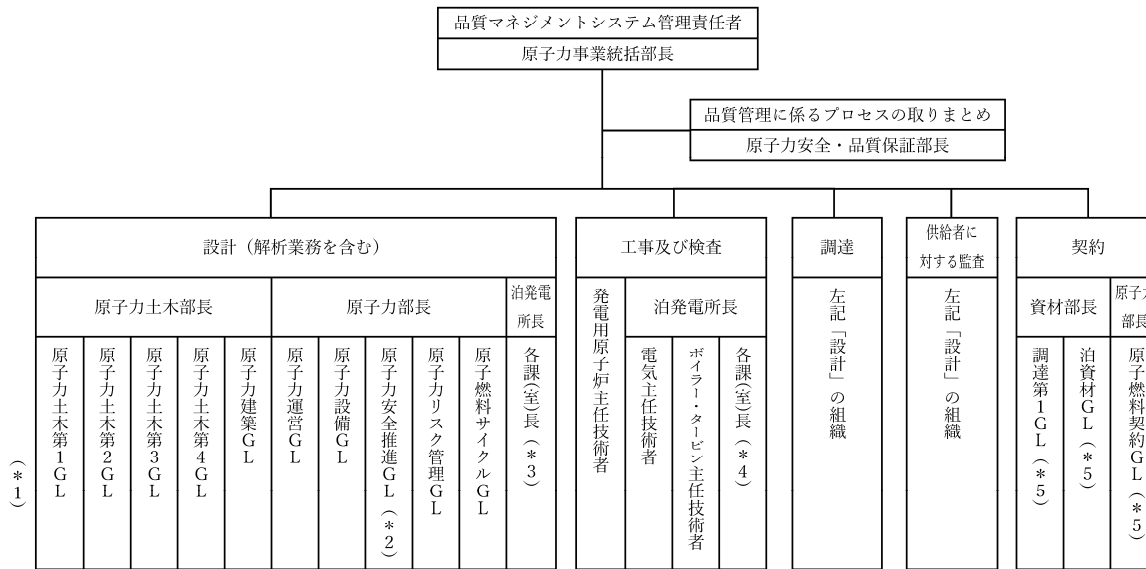 品質マネジメントシステム管理責任者
原子力事業統括部長
品質管理に係るプロセスの取りまとめ
原子力安全・品質保証部長
設計（解析業務を含む）
工事及び検査
調達
供給者に
対する監査
契約
原子力土木部長
原子力部長
泊発電
所長
発電用原子炉主任技術者
泊発電所長
左記「設計」の組織
左記「設計」の組織
資材部長
原子力
部長
(*1)
原子力土木第1GL
原子力土木第2GL
原子力土木第3GL
原子力土木第4GL
原子力建築GL
原子力運営GL
原子力設備GL
原子力安全推進GL(*2)
原子力リスク管理GL
原子燃料サイクルGL
各課(室)長(*3)
電気主任技術者
ボイラー・タービン主任技術者
各課(室)長(*4)
調達第1GL(*5)
泊資材GL(*5)
原子燃料契約GL(*5)